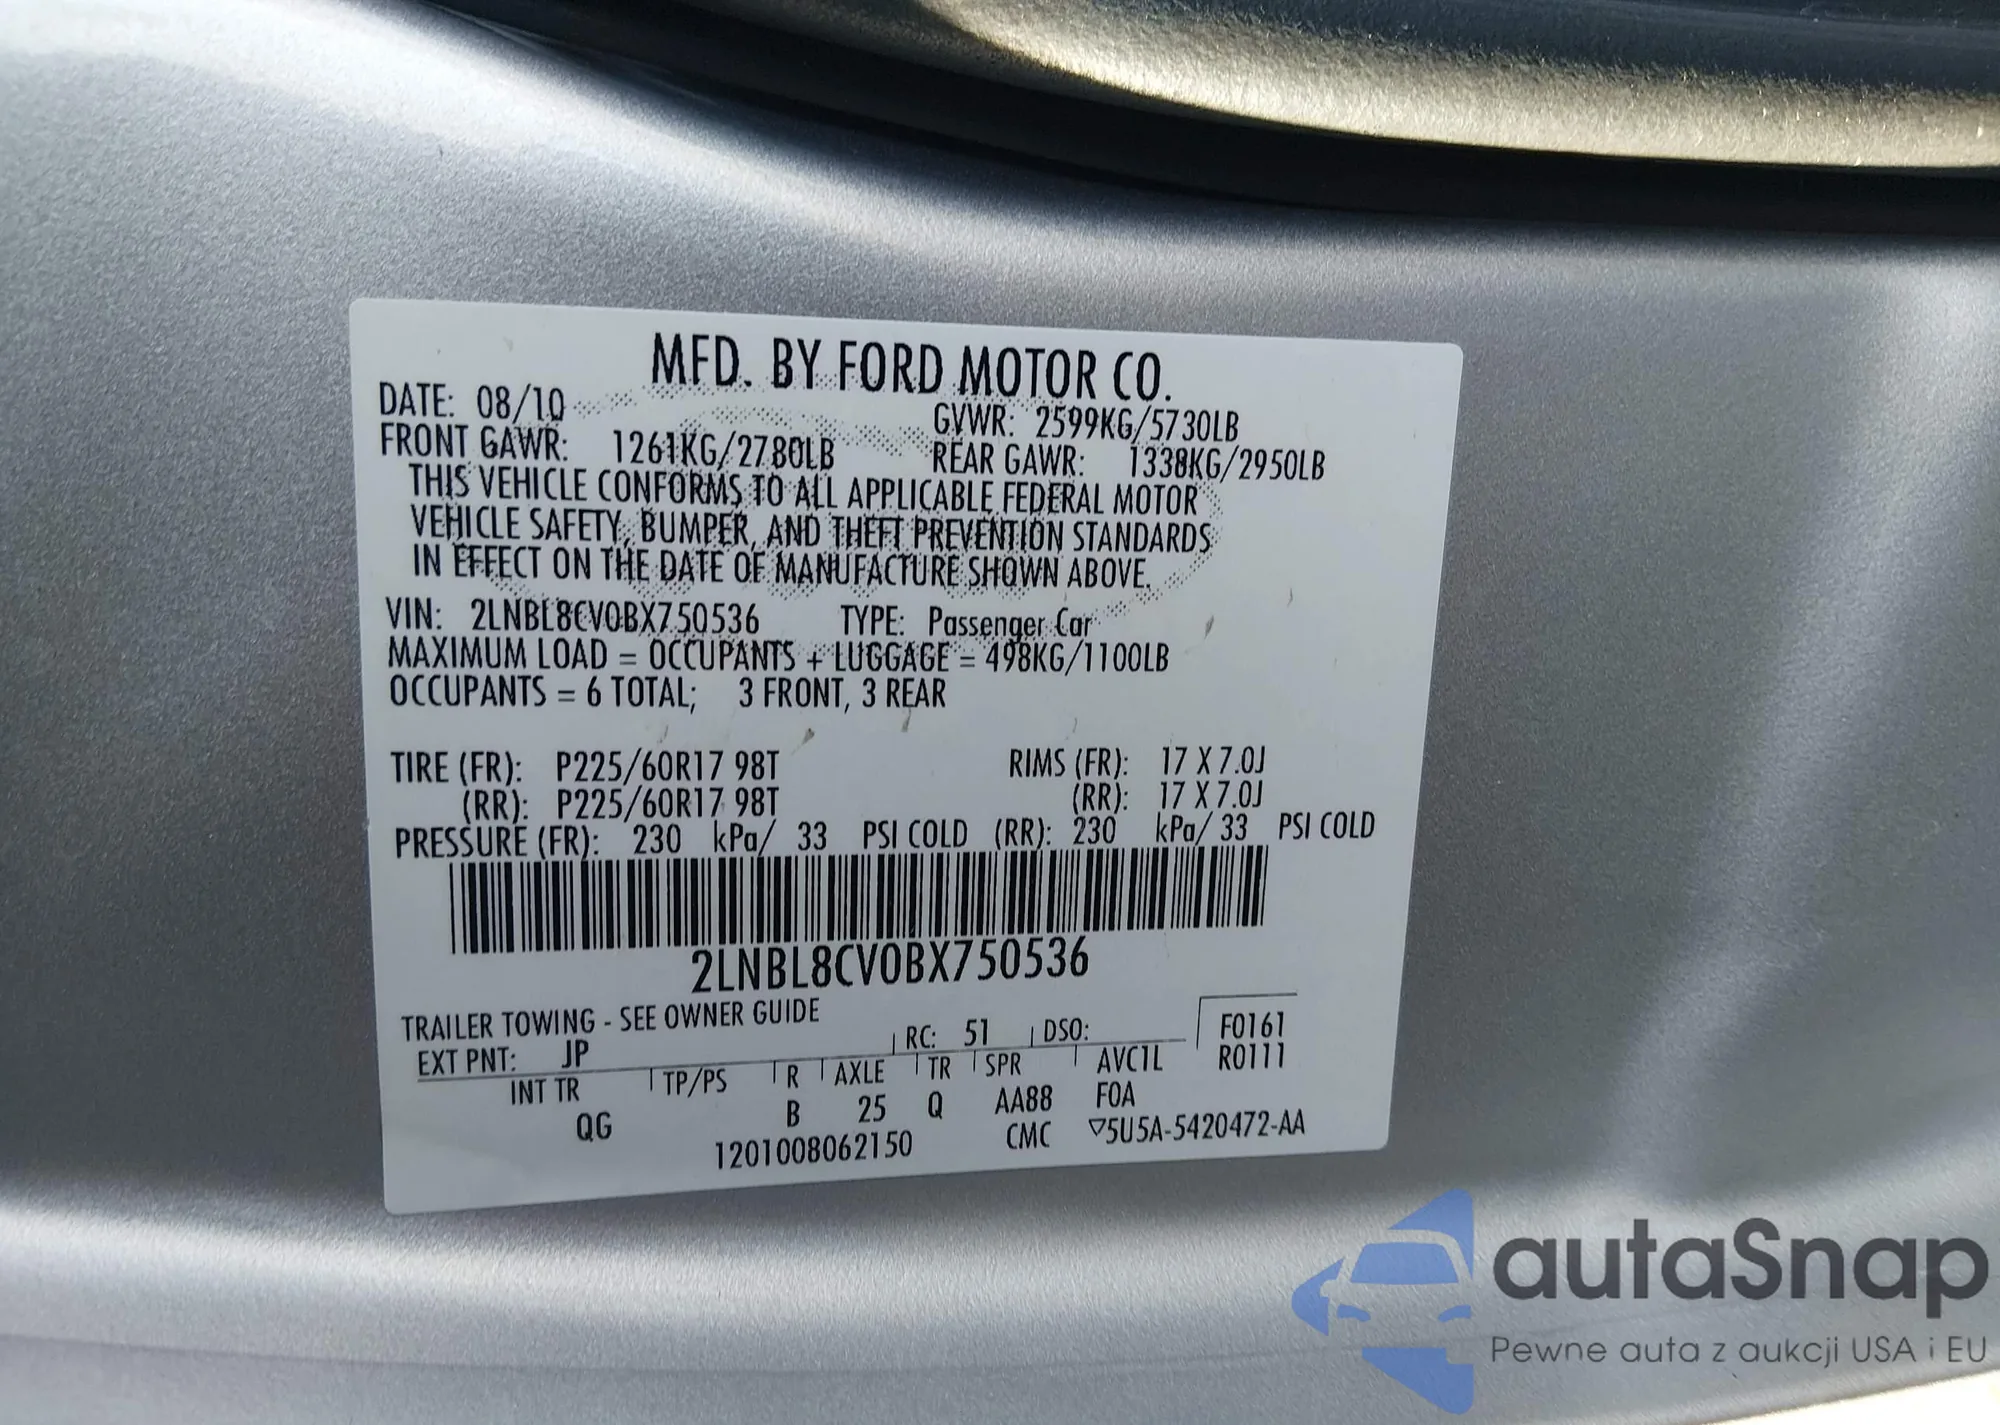 MFD. BY FORD MOTOR CO.
DATE: 08/10 GVWR: 2599KG/5730LB
FRONT GAWR: 1261KG/2780LB REAR GAWR: 1338KG/2950LB
THIS VEHICLE CONFORMS TO ALL APPLICABLE FEDERAL MOTOR
VEHICLE SAFETY, BUMPER, AND THEFT PREVENTION STANDARDS
IN EFFECT ON THE DATE OF MANUFACTURE SHOWN ABOVE.
VIN: 2LNBL8CV0BX750536 TYPE: Passenger Car
MAXIMUM LOAD = OCCUPANTS + LUGGAGE = 498KG/1100LB
OCCUPANTS = 6 TOTAL; 3 FRONT, 3 REAR
TIRE (FR): P225/60R17 98T RIMS (FR): 17 X 7.0J
(RR): P225/60R17 98T (RR): 17 X 7.0J
PRESSURE (FR): 230 kPa/ 33 PSI COLD (RR): 230 kPa/ 33 PSI COLD
2LNBL8CV0BX750536
TRAILER TOWING - SEE OWNER GUIDE
EXT PNT: JP RC: 51 DSO: F0161
INT TR TP/PS R AXLE TR SPR AVC1L R0111
QG B 25 Q AA88 FOA
1201008062150 CMC ▽5U5A-5420472-AA
autaSnap
Pewne auta z aukcji USA i EU